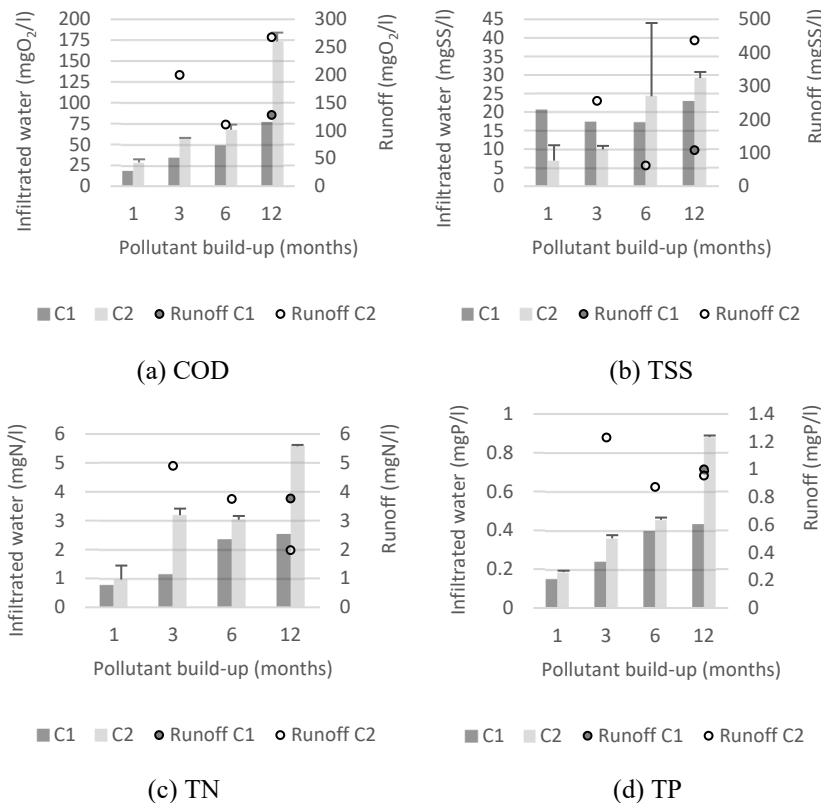 Infiltrated water (mgO2/l)
200
175
150
125
100
75
50
25
0
300
250
200
150
100
50
0
Runoff (mgO2/l)
1 3 6 12
Pollutant build-up (months)
C1 C2 Runoff C1 Runoff C2
(a) COD
Infiltrated water (mgSS/l)
45
40
35
30
25
20
15
10
5
0
500
400
300
200
100
0
Runoff (mgSS/l)
1 3 6 12
Pollutant build-up (months)
C1 C2 Runoff C1 Runoff C2
(b) TSS
Infiltrated water (mgN/l)
6
5
4
3
2
1
0
6
5
4
3
2
1
0
Runoff (mgN/l)
1 3 6 12
Pollutant build-up (months)
C1 C2 Runoff C1 Runoff C2
(c) TN
Infiltrated water (mgP/l)
1
0.8
0.6
0.4
0.2
0
1.4
1.2
1
0.8
0.6
0.4
0.2
0
Runoff (mgP/l)
1 3 6 12
Pollutant build-up (months)
C1 C2 Runoff C1 Runoff C2
(d) TP